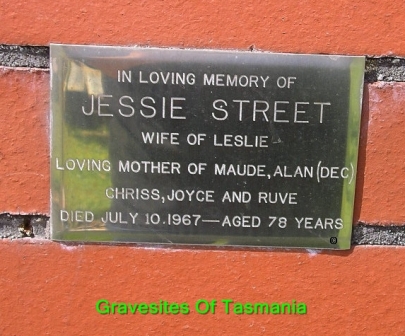 IN LOVING MEMORY OF
JESSIE STREET
WIFE OF LESLIE
LOVING MOTHER OF MAUDE, ALAN (DEC)
CHRISS, JOYCE AND RUVE
DIED JULY 10. 1967—AGED 78 YEARS
Gravesites Of Tasmania